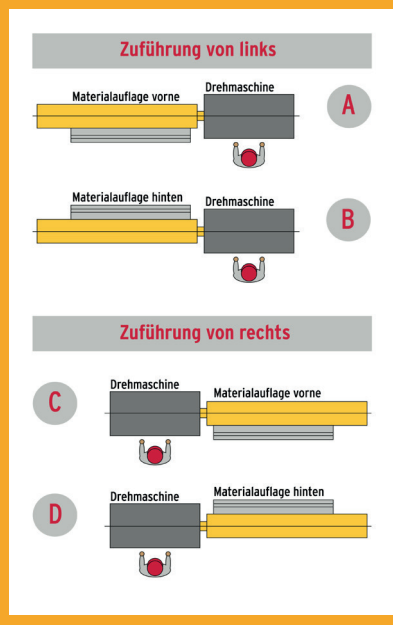 Zuführung von links
Materialauflage vorne
Drehmaschine
A
Materialauflage hinten
Drehmaschine
B
Zuführung von rechts
C
Drehmaschine
Materialauflage vorne
D
Drehmaschine
Materialauflage hinten